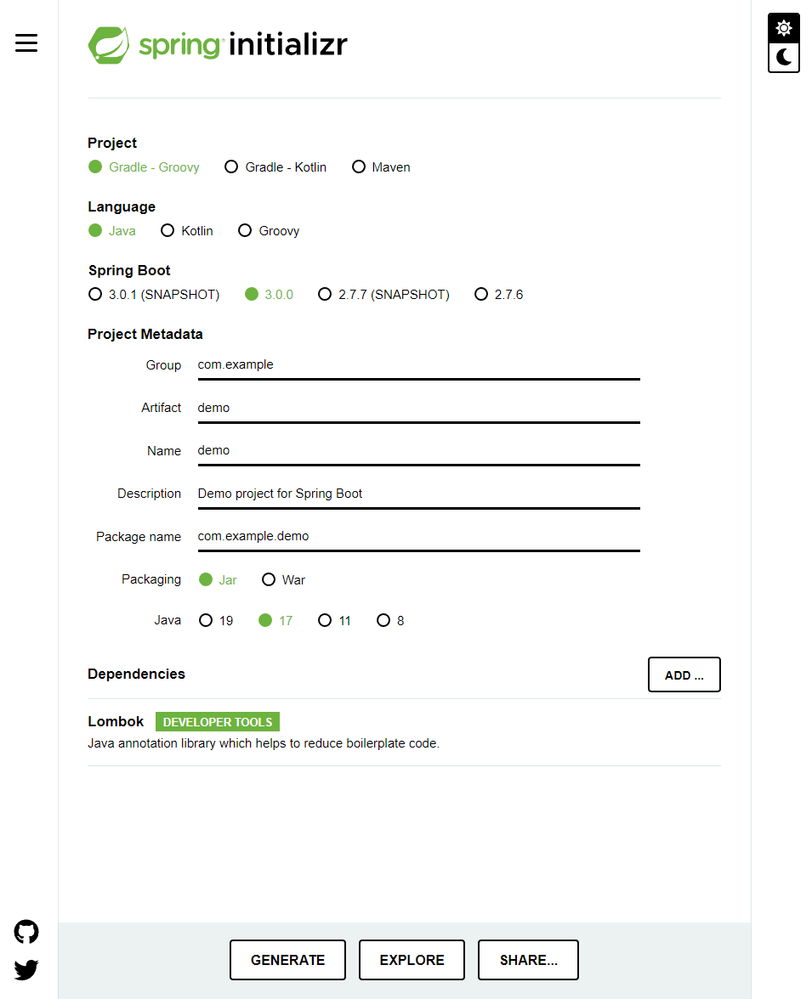 spring initializr
Project
Gradle - Groovy Gradle - Kotlin Maven
Language
Java Kotlin Groovy
Spring Boot
3.0.1 (SNAPSHOT) 3.0.0 2.7.7 (SNAPSHOT) 2.7.6
Project Metadata
Group com.example
Artifact demo
Name demo
Description Demo project for Spring Boot
Package name com.example.demo
Packaging Jar War
Java 19 17 11 8
Dependencies ADD ...
Lombok DEVELOPER TOOLS
Java annotation library which helps to reduce boilerplate code.
GENERATE EXPLORE SHARE...